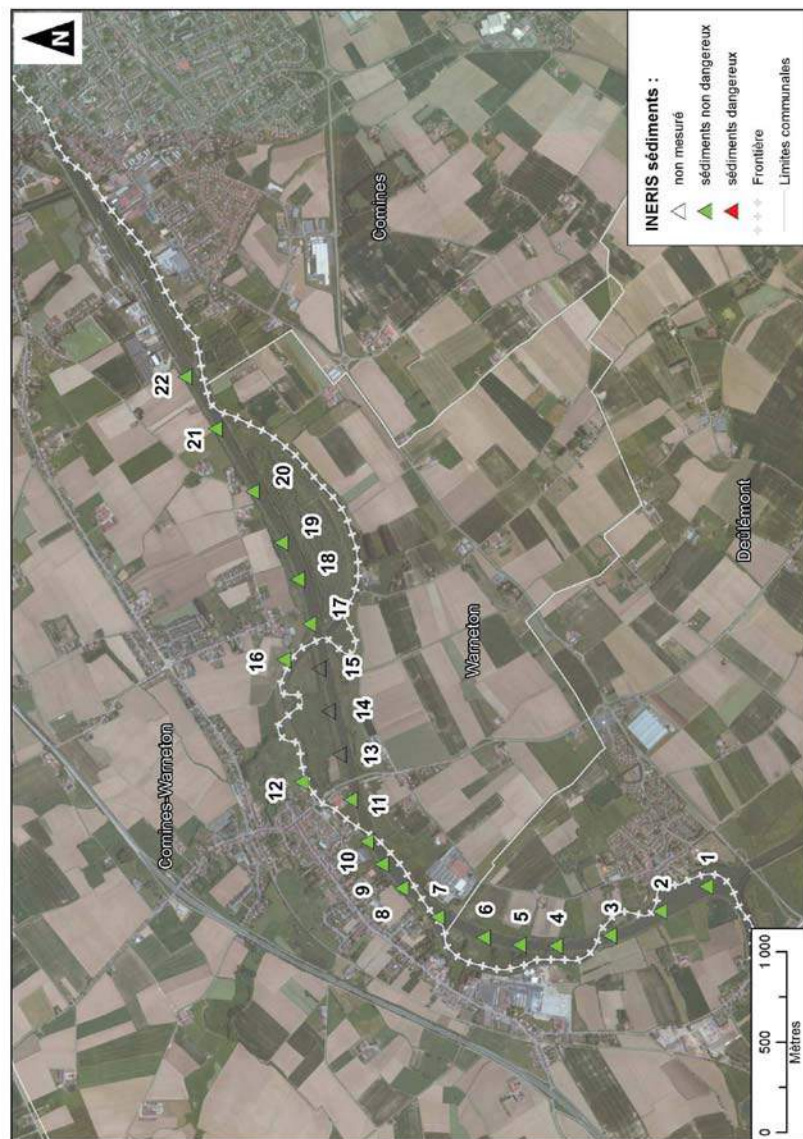 N
Comines-Warneton
Comines
Warneton
Deûlémont
1
2
3
4
5
6
7
8
9
10
11
12
13
14
15
16
17
18
19
20
21
22
INERIS sédiments :
non mesuré
sédiments non dangereux
sédiments dangereux
Frontière
Limites communales
0 500 1 000
Mètres